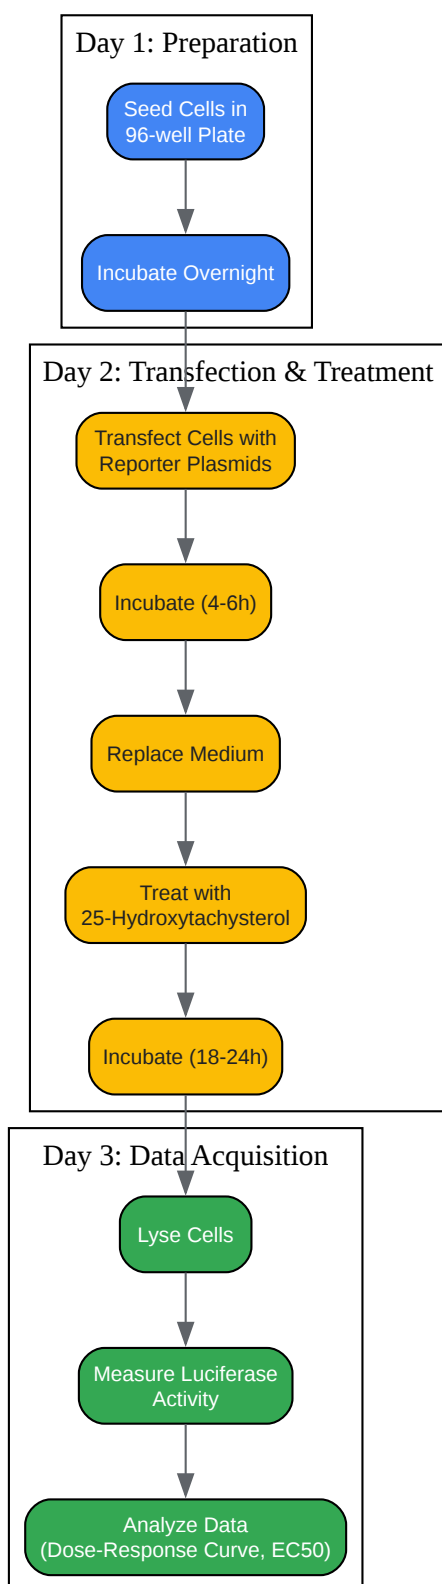 Day 1: Preparation
Seed Cells in
96-well Plate
Incubate Overnight
Day 2: Transfection & Treatment
Transfect Cells with
Reporter Plasmids
Incubate (4-6h)
Replace Medium
Treat with
25-Hydroxytachysterol
Incubate (18-24h)
Day 3: Data Acquisition
Lyse Cells
Measure Luciferase
Activity
Analyze Data
(Dose-Response Curve, EC50)